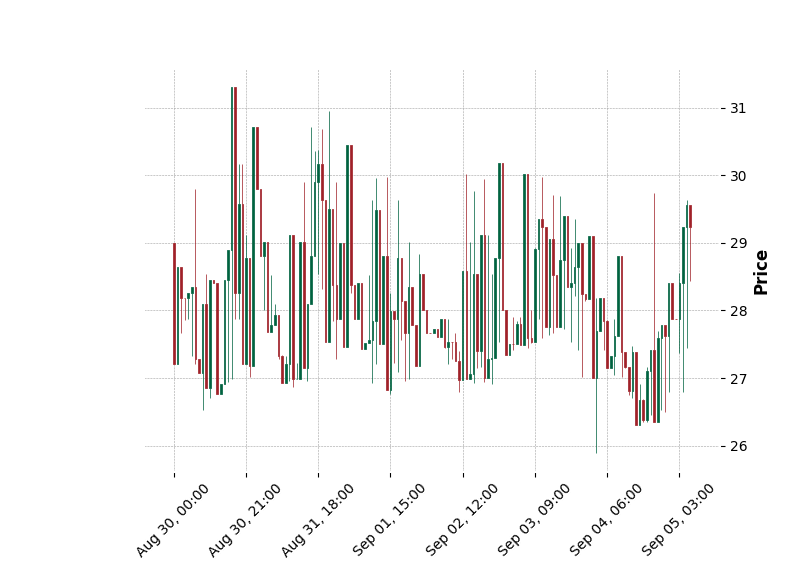 31
30
29
28
27
26
Price
Aug 30, 00:00
Aug 30, 21:00
Aug 31, 18:00
Sep 01, 15:00
Sep 02, 12:00
Sep 03, 09:00
Sep 04, 06:00
Sep 05, 03:00